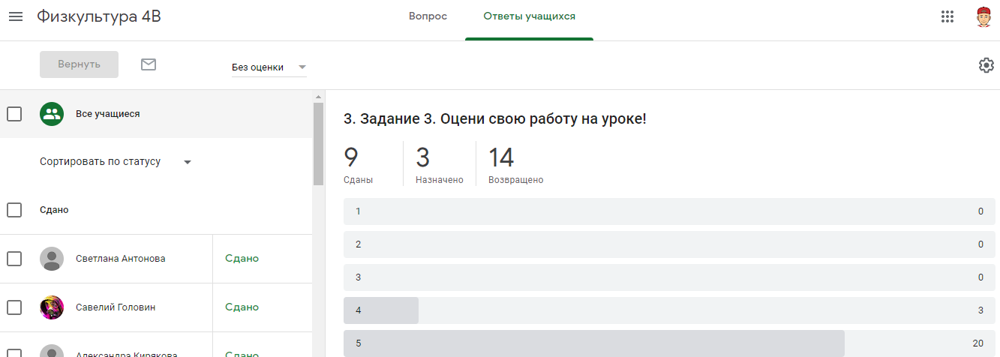 Физкультура 4В
Вопрос
Ответы учащихся
Вернуть
Без оценки
Все учащиеся
Сортировать по статусу
Сдано
Светлана Антонова
Сдано
Савелий Головин
Сдано
Александра Кирякова
Сдано
3. Задание 3. Оцени свою работу на уроке!
9
Сданы
3
Назначено
14
Возвращено
1 0
2 0
3 0
4 3
5 20